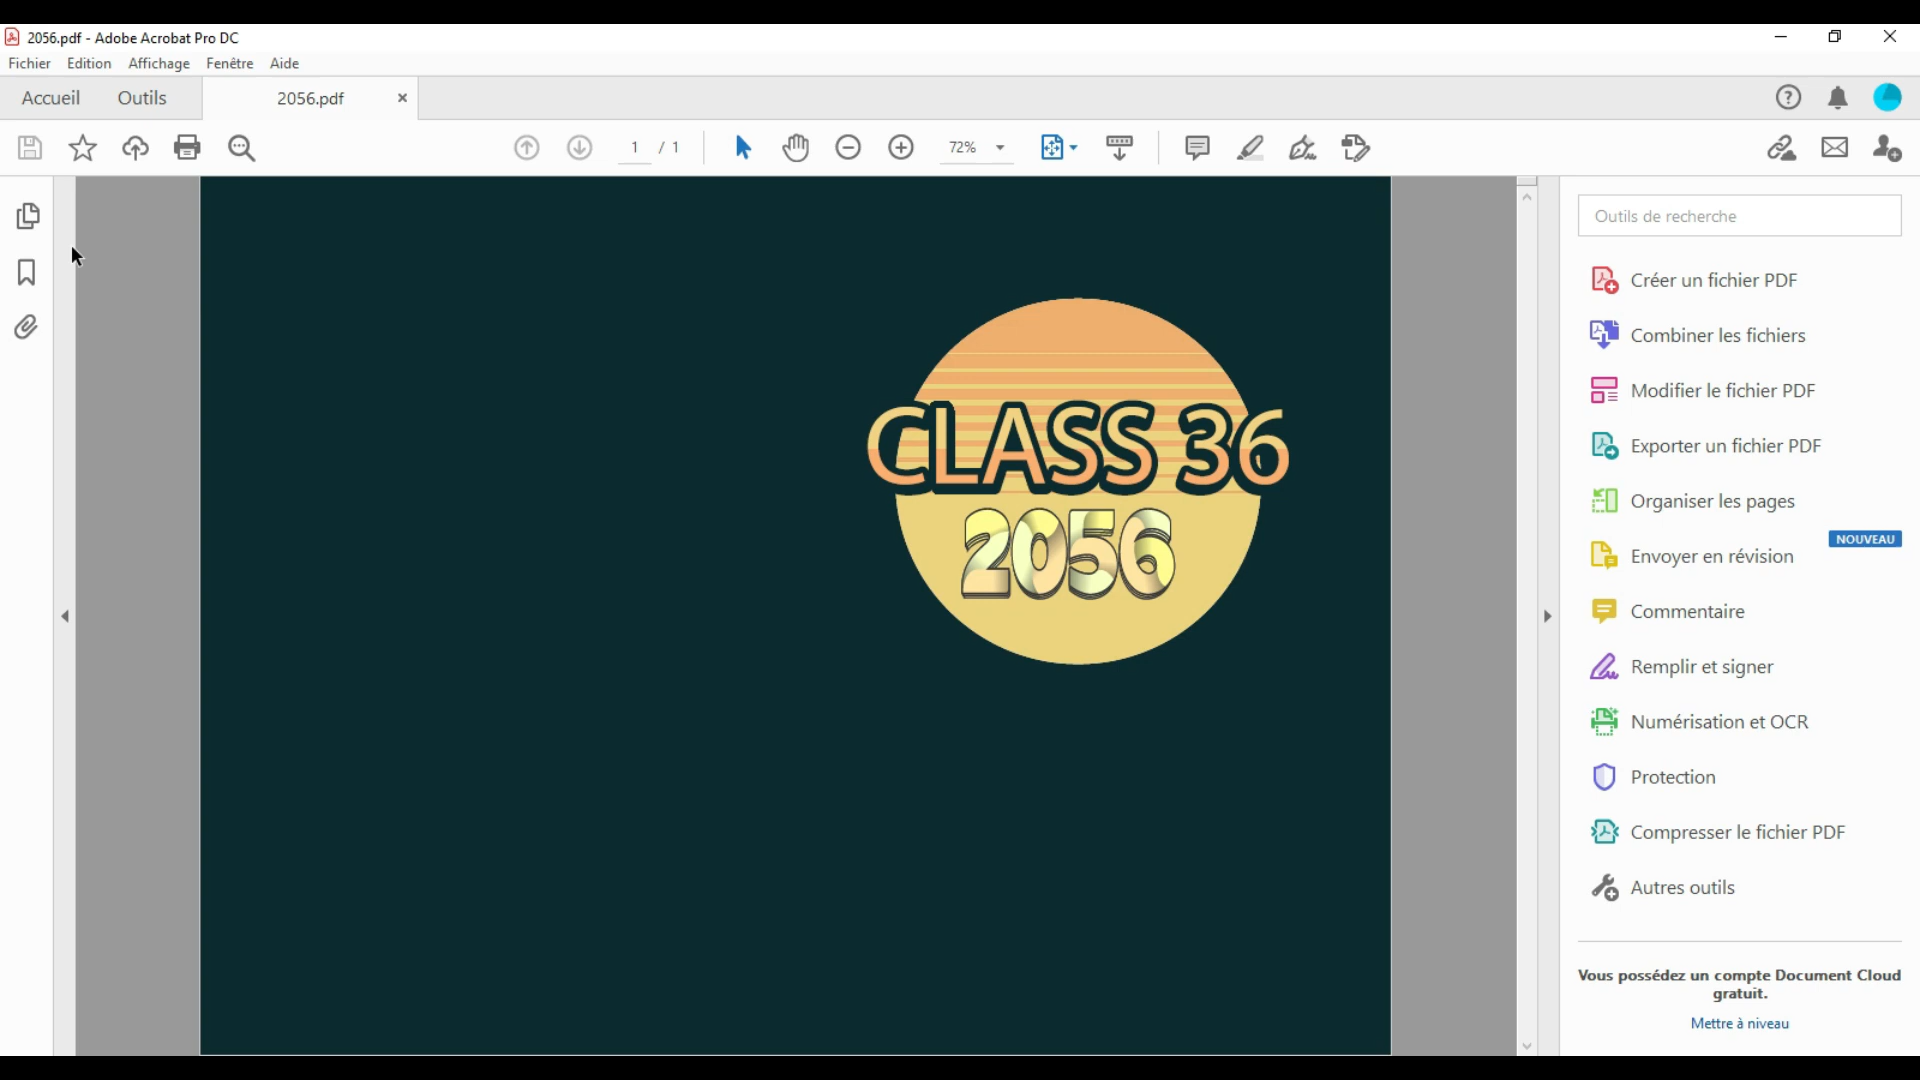 2056.pdf - Adobe Acrobat Pro DC
Fichier Edition Affichage Fenêtre Aide
Accueil Outils 2056.pdf
1 / 1 72%
Outils de recherche
Créer un fichier PDF
Combiner les fichiers
Modifier le fichier PDF
Exporter un fichier PDF
Organiser les pages
NOUVEAU
Envoyer en révision
Commentaire
Remplir et signer
Numérisation et OCR
Protection
Compresser le fichier PDF
Autres outils
Vous possédez un compte Document Cloud
gratuit.
Mettre à niveau
CLASS 36
2056